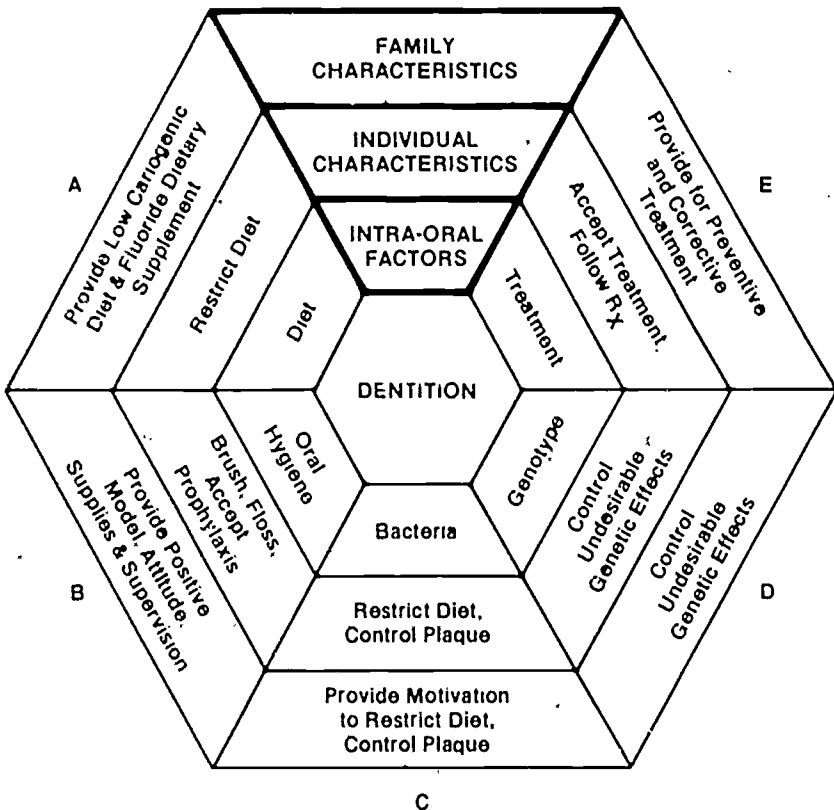 FAMILY
CHARACTERISTICS
INDIVIDUAL
CHARACTERISTICS
INTRA-ORAL
FACTORS
DENTITION
A
Provide Low Cariogenic
Diet & Fluoride Dietary
Supplement
Restrict Diet
Diet
B
Provide Positive
Model, Attitude,
Supplies & Supervision
Brush, Floss,
Accept
Prophylaxis
Oral
Hygiene
C
Bacteria
Restrict Diet,
Control Plaque
Provide Motivation
to Restrict Diet,
Control Plaque
D
Genotype
Control
Undesirable
Genetic Effects
Control
Undesirable
Genetic Effects
E
Treatment
Accept Treatment.
Follow Rx
Provide for Preventive
and Corrective
Treatment